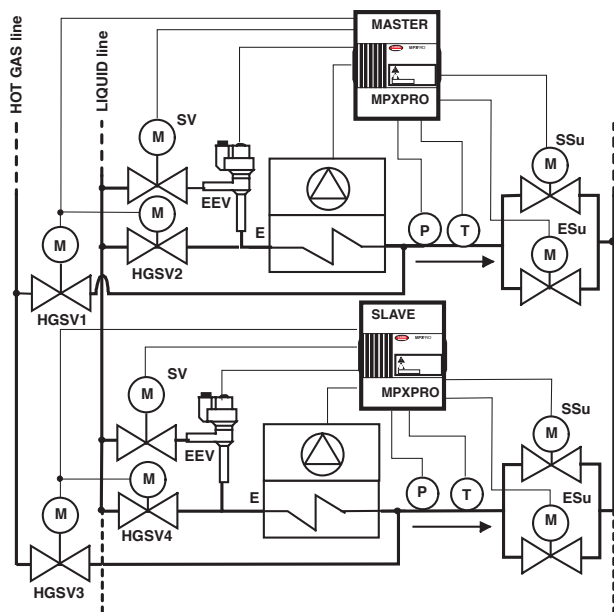 HOT GAS line
LIQUID line
MASTER
MPXPRO
SV
M
EEV
E
M
HGSV2
M
HGSV1
P
T
SSu
M
ESu
M
SLAVE
MPXPRO
SV
M
EEV
E
M
HGSV4
M
HGSV3
P
T
SSu
M
ESu
M